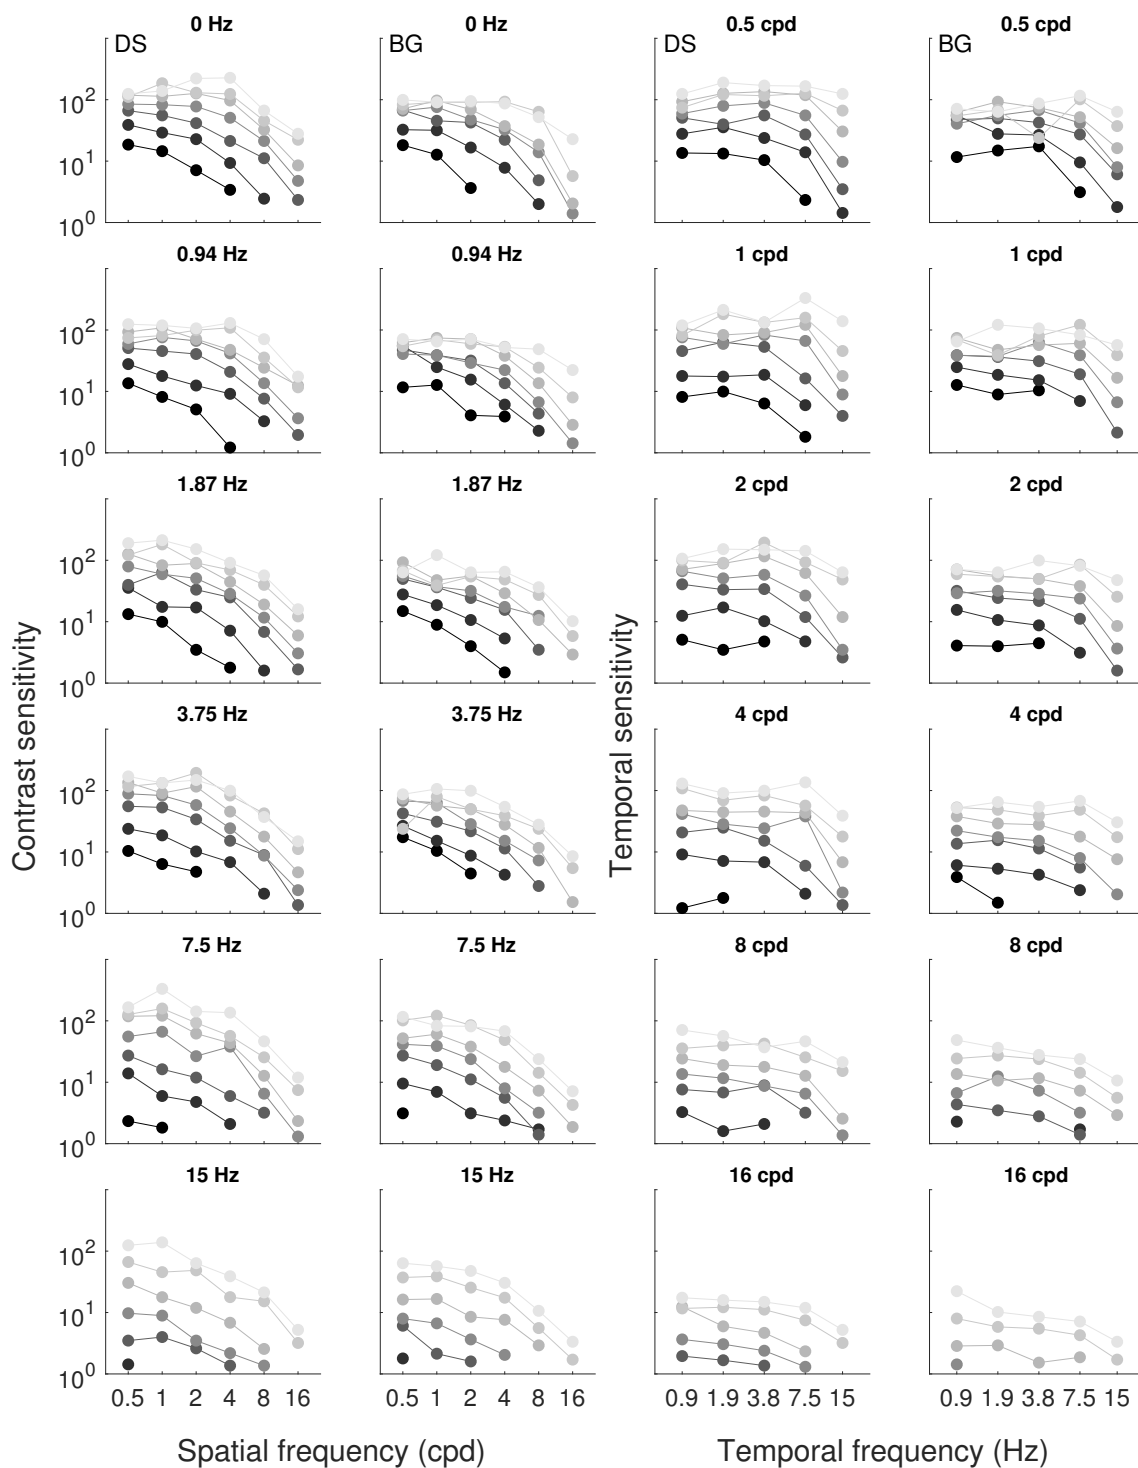 0 Hz 0 Hz 0.5 cpd 0.5 cpd
DS BG DS BG
10^2
10^1
10^0
0.94 Hz 0.94 Hz 1 cpd 1 cpd
10^2
10^1
10^0
1.87 Hz 1.87 Hz 2 cpd 2 cpd
10^2
10^1
10^0
Contrast sensitivity
Temporal sensitivity
3.75 Hz 3.75 Hz 4 cpd 4 cpd
10^2
10^1
10^0
7.5 Hz 7.5 Hz 8 cpd 8 cpd
10^2
10^1
10^0
15 Hz 15 Hz 16 cpd 16 cpd
10^2
10^1
10^0
0.5 1 2 4 8 16 0.5 1 2 4 8 16 0.9 1.9 3.8 7.5 15 0.9 1.9 3.8 7.5 15
Spatial frequency (cpd) Temporal frequency (Hz)